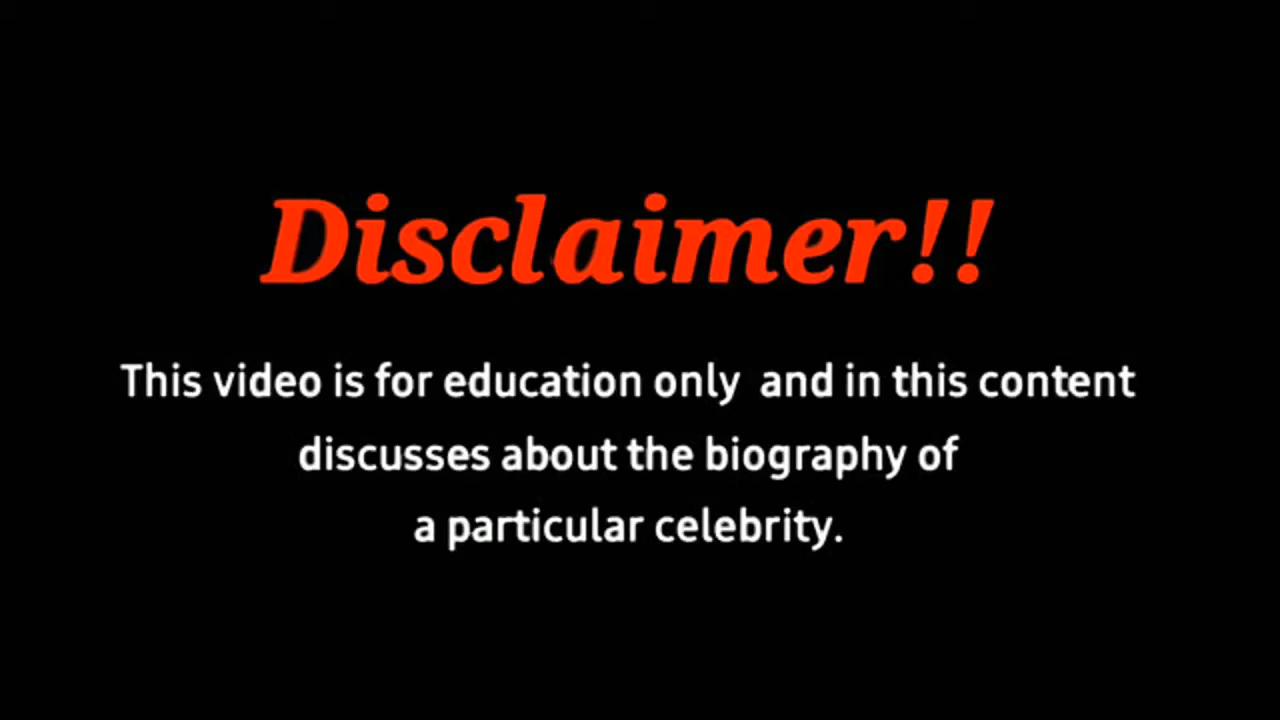 Disclaimer!!
This video is for education only and in this content
discusses about the biography of
a particular celebrity.